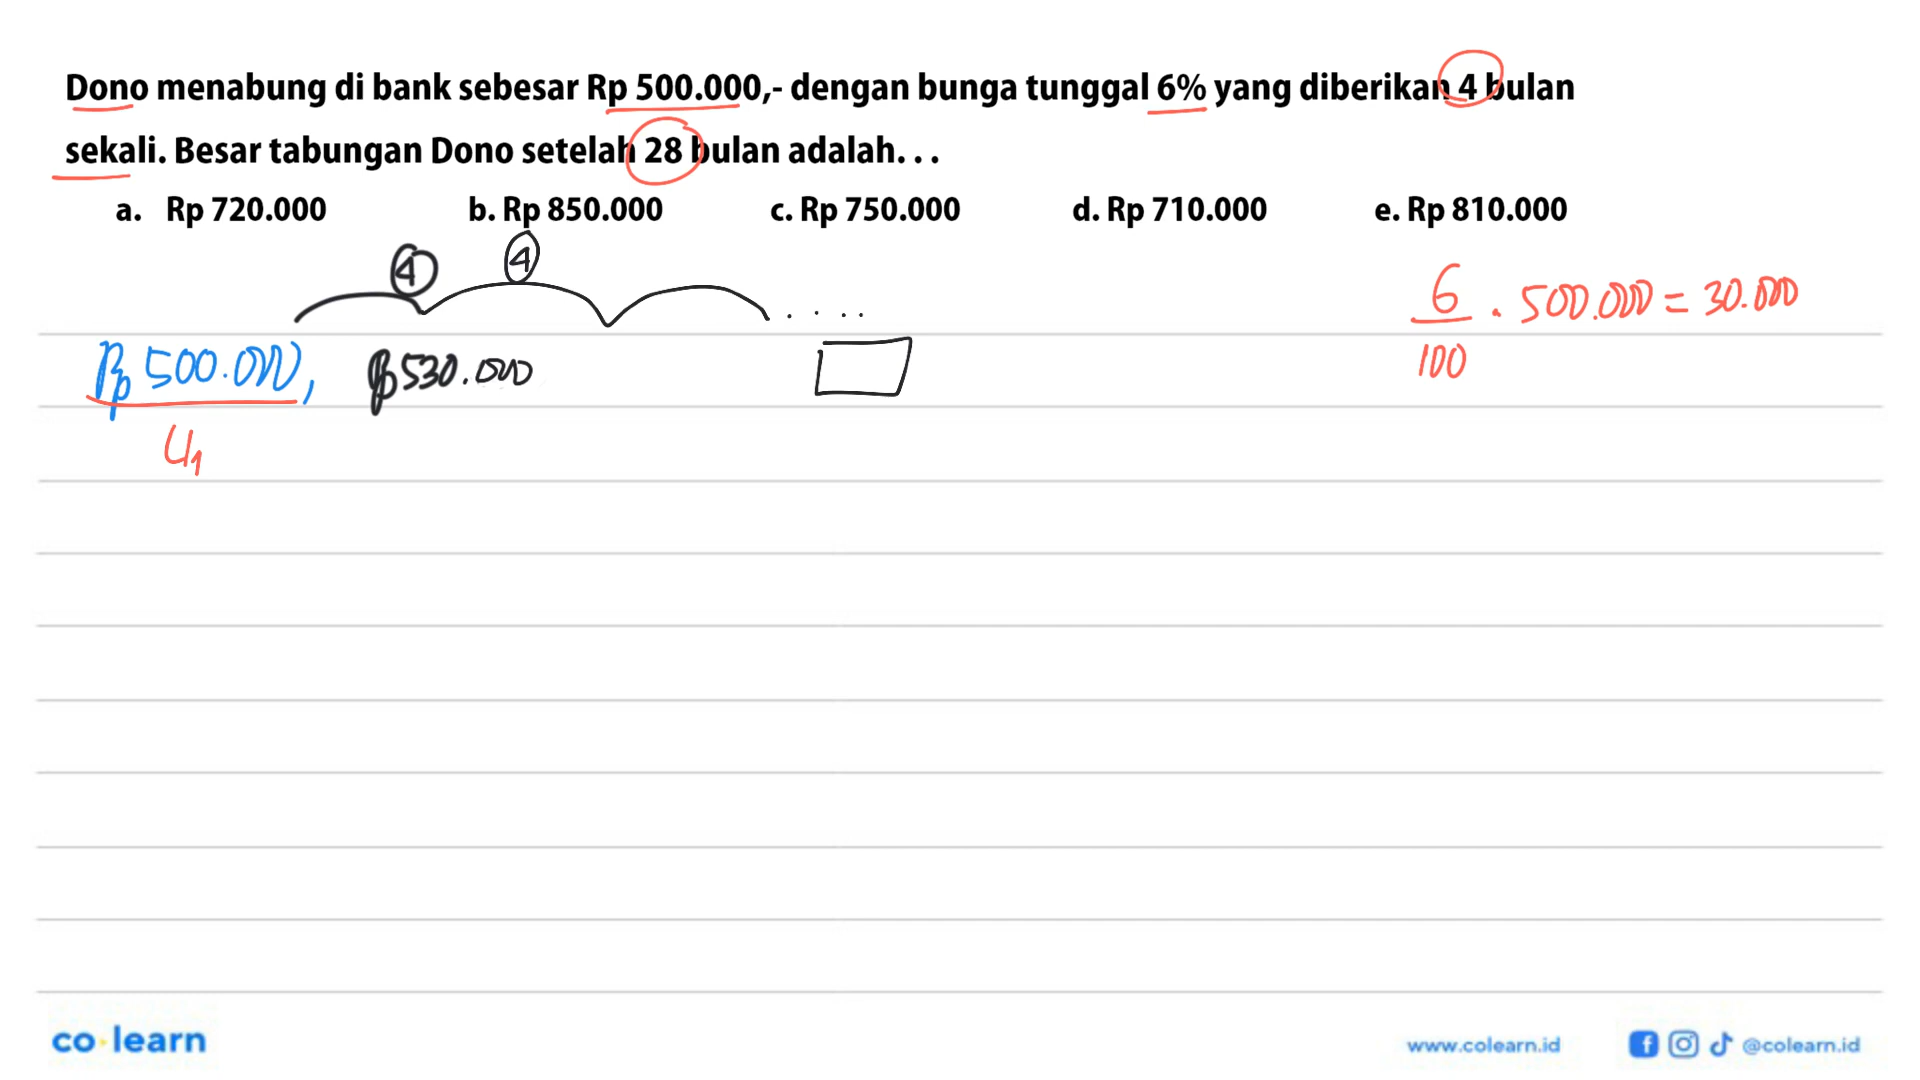 Dono menabung di bank sebesar Rp 500.000,- dengan bunga tunggal 6% yang diberikan 4 bulan
sekali. Besar tabungan Dono setelah 28 bulan adalah. . .
a. Rp 720.000 b. Rp 850.000 c. Rp 750.000 d. Rp 710.000 e. Rp 810.000
4 4
6/100 . 500.000 = 30.000
. . . . .
Rp 500.000, Rp 530.000
U1
co·learn
www.colearn.id @colearn.id